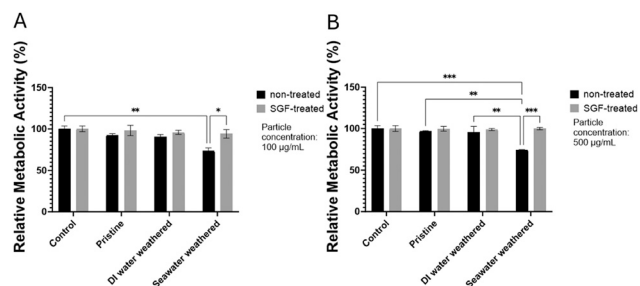 A
Relative Metabolic Activity (%)
150
100
50
0
**
*
Control
Pristine
DI water weathered
Seawater weathered
non-treated
SGF-treated
Particle
concentration:
100 µg/mL
B
Relative Metabolic Activity (%)
150
100
50
0
***
**
**
***
Control
Pristine
DI water weathered
Seawater weathered
non-treated
SGF-treated
Particle
concentration:
500 µg/mL